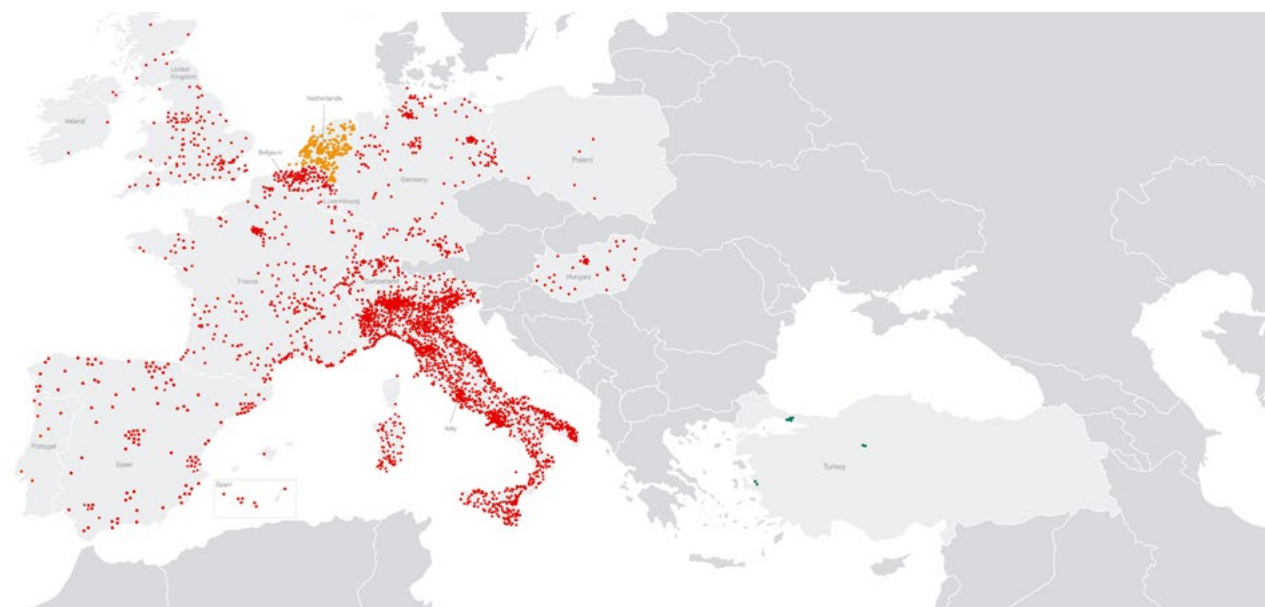 United
Kingdom
Netherlands
Ireland
Belgium
Poland
Germany
Luxembourg
France
Switzerland
Hungary
Italy
Portugal
Spain
Turkey
Spain